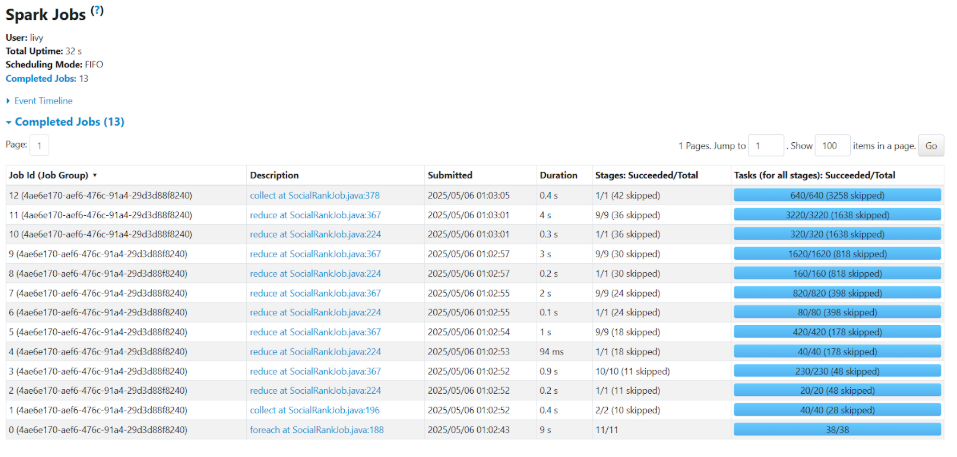 Spark Jobs (?)
User: livy
Total Uptime: 32 s
Scheduling Mode: FIFO
Completed Jobs: 13
Event Timeline
Completed Jobs (13)
Page: 1 1 Pages. Jump to 1 . Show 100 items in a page. Go
Job Id (Job Group) ▾ Description Submitted Duration Stages: Succeeded/Total Tasks (for all stages): Succeeded/Total
12 (4ae6e170-aef6-476c-91a4-29d3d88f8240) collect at SocialRankJob.java:378 2025/05/06 01:03:05 0.4 s 1/1 (42 skipped) 640/640 (3258 skipped)
11 (4ae6e170-aef6-476c-91a4-29d3d88f8240) reduce at SocialRankJob.java:367 2025/05/06 01:03:01 4 s 9/9 (36 skipped) 3220/3220 (1638 skipped)
10 (4ae6e170-aef6-476c-91a4-29d3d88f8240) reduce at SocialRankJob.java:224 2025/05/06 01:03:01 0.3 s 1/1 (36 skipped) 320/320 (1638 skipped)
9 (4ae6e170-aef6-476c-91a4-29d3d88f8240) reduce at SocialRankJob.java:367 2025/05/06 01:02:57 3 s 9/9 (30 skipped) 1620/1620 (818 skipped)
8 (4ae6e170-aef6-476c-91a4-29d3d88f8240) reduce at SocialRankJob.java:224 2025/05/06 01:02:57 0.2 s 1/1 (30 skipped) 160/160 (818 skipped)
7 (4ae6e170-aef6-476c-91a4-29d3d88f8240) reduce at SocialRankJob.java:367 2025/05/06 01:02:55 2 s 9/9 (24 skipped) 820/820 (398 skipped)
6 (4ae6e170-aef6-476c-91a4-29d3d88f8240) reduce at SocialRankJob.java:224 2025/05/06 01:02:55 0.1 s 1/1 (24 skipped) 80/80 (398 skipped)
5 (4ae6e170-aef6-476c-91a4-29d3d88f8240) reduce at SocialRankJob.java:367 2025/05/06 01:02:54 1 s 9/9 (18 skipped) 420/420 (178 skipped)
4 (4ae6e170-aef6-476c-91a4-29d3d88f8240) reduce at SocialRankJob.java:224 2025/05/06 01:02:53 94 ms 1/1 (18 skipped) 40/40 (178 skipped)
3 (4ae6e170-aef6-476c-91a4-29d3d88f8240) reduce at SocialRankJob.java:367 2025/05/06 01:02:52 0.9 s 10/10 (11 skipped) 230/230 (48 skipped)
2 (4ae6e170-aef6-476c-91a4-29d3d88f8240) reduce at SocialRankJob.java:224 2025/05/06 01:02:52 0.2 s 1/1 (11 skipped) 20/20 (48 skipped)
1 (4ae6e170-aef6-476c-91a4-29d3d88f8240) collect at SocialRankJob.java:196 2025/05/06 01:02:52 0.4 s 2/2 (10 skipped) 40/40 (28 skipped)
0 (4ae6e170-aef6-476c-91a4-29d3d88f8240) foreach at SocialRankJob.java:188 2025/05/06 01:02:43 9 s 11/11 38/38